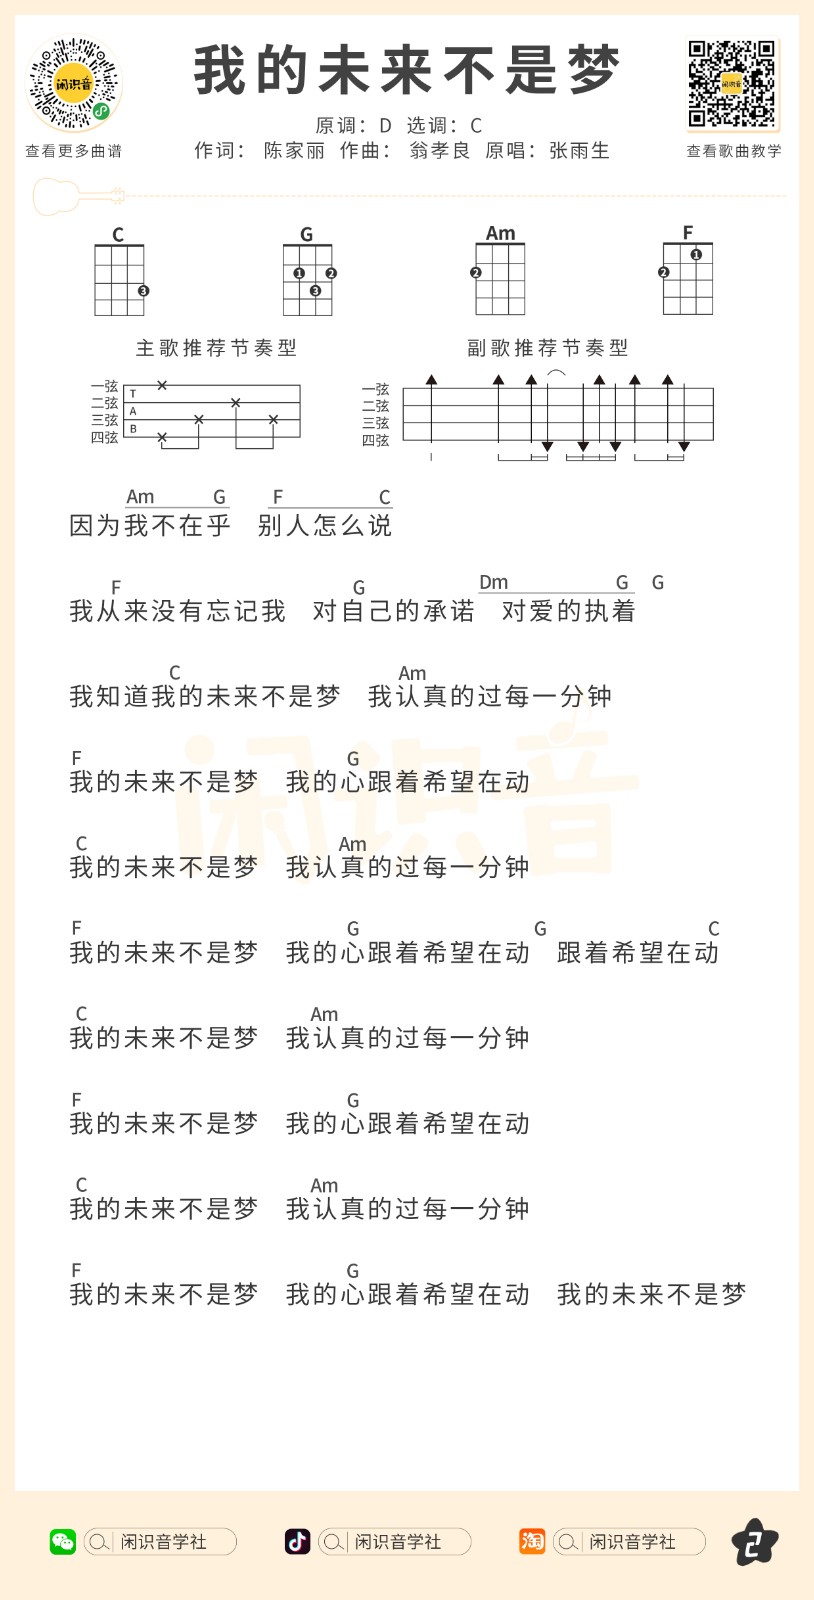 闲识音
我的未来不是梦
闲识音
原调：D 选调：C
查看更多曲谱
作词： 陈家丽 作曲： 翁孝良 原唱：张雨生
查看歌曲教学
C G Am F
3 1 2 3 2 2 1
主歌推荐节奏型 副歌推荐节奏型
一弦
二弦
三弦
四弦
T
A
B
一弦
二弦
三弦
四弦
Am G F C
因为我不在乎 别人怎么说
F G Dm G G
我从来没有忘记我 对自己的承诺 对爱的执着
C Am
我知道我的未来不是梦 我认真的过每一分钟
F G
我的未来不是梦 我的心跟着希望在动
闲识音
C Am
我的未来不是梦 我认真的过每一分钟
F G G C
我的未来不是梦 我的心跟着希望在动 跟着希望在动
C Am
我的未来不是梦 我认真的过每一分钟
F G
我的未来不是梦 我的心跟着希望在动
C Am
我的未来不是梦 我认真的过每一分钟
F G
我的未来不是梦 我的心跟着希望在动 我的未来不是梦
闲识音学社 闲识音学社 淘 闲识音学社 2